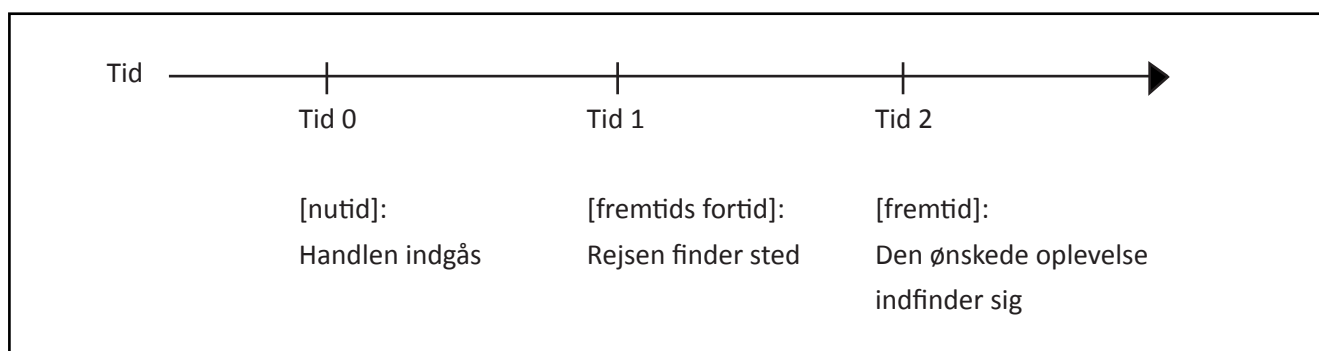 Tid
Tid 0
Tid 1
Tid 2
[nutid]:
Handlen indgås
[fremtids fortid]:
Rejsen finder sted
[fremtid]:
Den ønskede oplevelse
indfinder sig